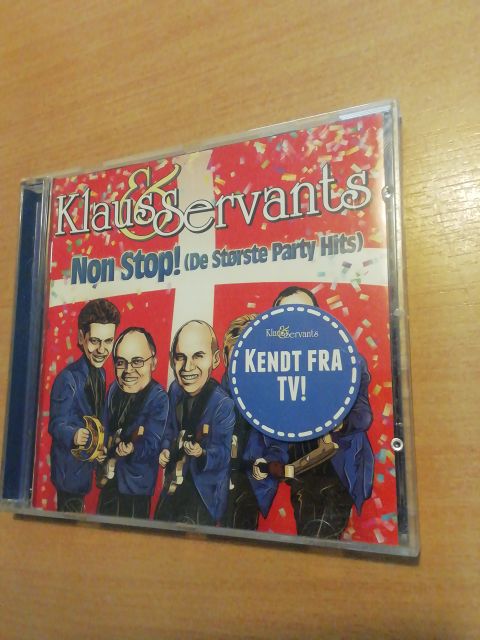 Klaus & Servants
Non Stop! (De Største Party Hits)
Klaus & Servants
KENDT FRA
TV!